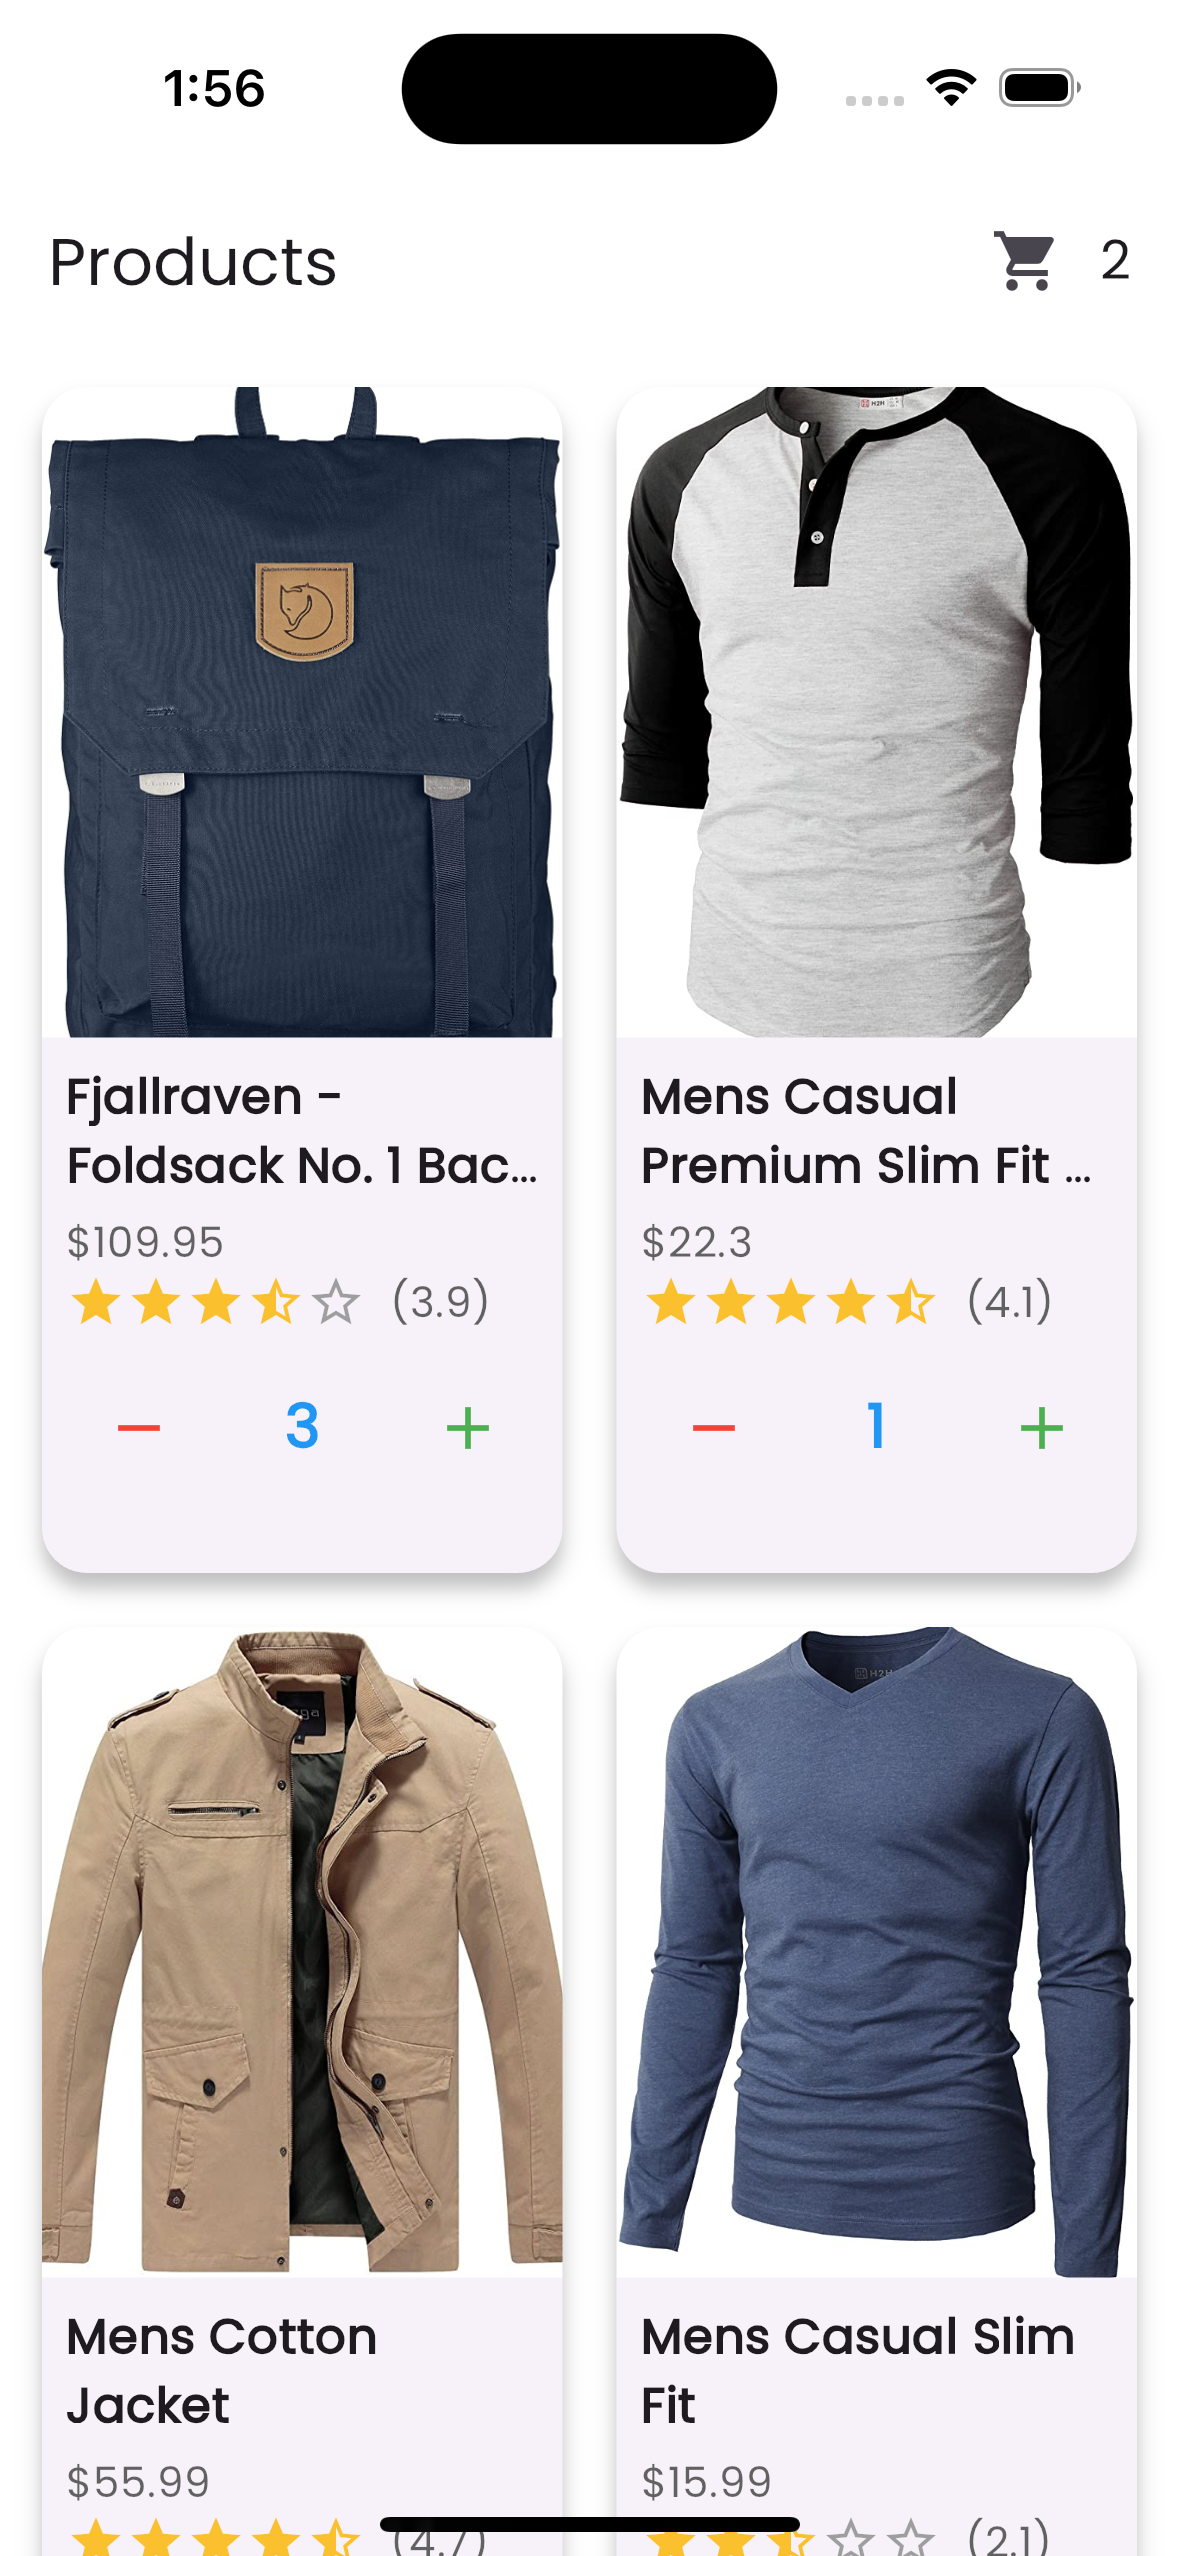 1:56
Products
2
H2H
Fjallraven -
Foldsack No. 1 Bac...
$109.95
(3.9)
3
Mens Casual
Premium Slim Fit ...
$22.3
(4.1)
1
H2H
Mens Cotton
Jacket
$55.99
(4.7)
Mens Casual Slim
Fit
$15.99
(2.1)